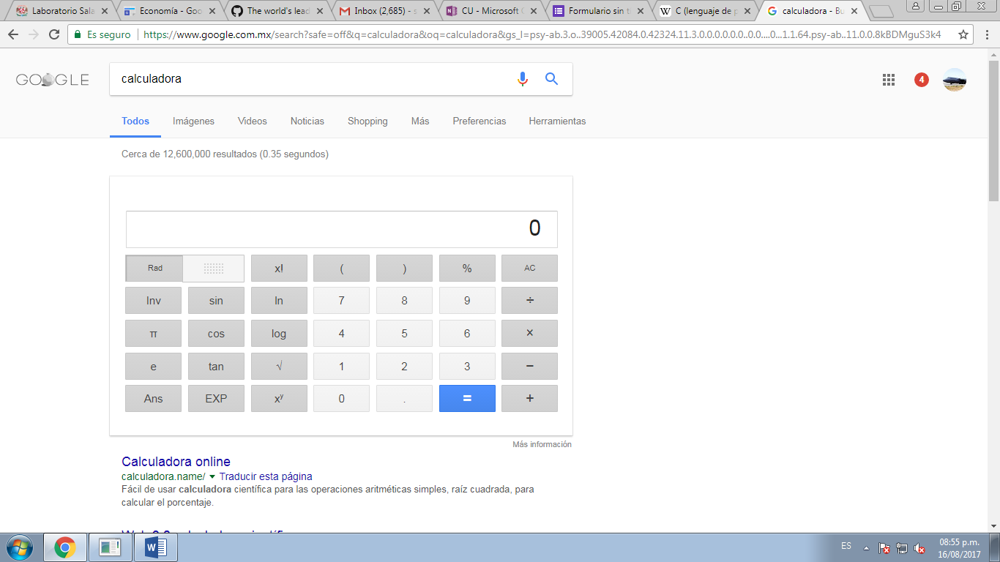 Laboratorio Sala
Economía - Goo
The world's lead
Inbox (2,685) - s
CU - Microsoft O
Formulario sin t
C (lenguaje de p
calculadora - Bu
Es seguro
https://www.google.com.mx/search?safe=off&q=calculadora&oq=calculadora&gs_l=psy-ab.3.o..39005.42084.0.42324.11.3.0.0.0.0.0.0..0.0....0...1.1.64.psy-ab..11.0.0.8kBDMguS3k4
GOOGLE
calculadora
4
Todos Imágenes Videos Noticias Shopping Más Preferencias Herramientas
Cerca de 12,600,000 resultados (0.35 segundos)
0
Rad x! ( ) % AC
Inv sin ln 7 8 9 ÷
π cos log 4 5 6 ×
e tan √ 1 2 3 −
Ans EXP xʸ 0 . = +
Más información
Calculadora online
calculadora.name/ Traducir esta página
Fácil de usar calculadora científica para las operaciones aritméticas simples, raíz cuadrada, para
calcular el porcentaje.
ES
08:55 p.m.
16/08/2017